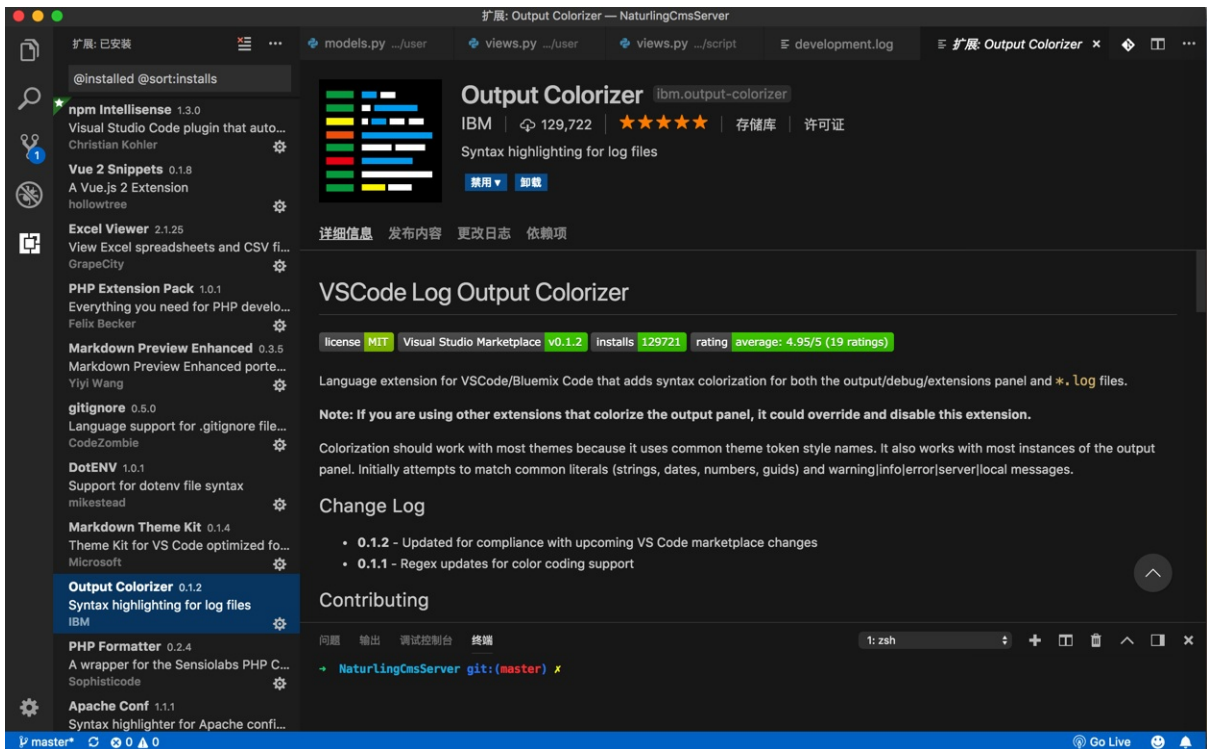 扩展: Output Colorizer — NaturlingCmsServer
扩展: 已安装
models.py .../user
views.py .../user
views.py .../script
development.log
扩展: Output Colorizer
@installed @sort:installs
npm Intellisense 1.3.0
Visual Studio Code plugin that auto...
Christian Kohler
1
Vue 2 Snippets 0.1.8
A Vue.js 2 Extension
hollowtree
Excel Viewer 2.1.25
View Excel spreadsheets and CSV fi...
GrapeCity
PHP Extension Pack 1.0.1
Everything you need for PHP develo...
Felix Becker
Markdown Preview Enhanced 0.3.5
Markdown Preview Enhanced porte...
Yiyi Wang
gitignore 0.5.0
Language support for .gitignore file...
CodeZombie
DotENV 1.0.1
Support for dotenv file syntax
mikestead
Markdown Theme Kit 0.1.4
Theme Kit for VS Code optimized fo...
Microsoft
Output Colorizer 0.1.2
Syntax highlighting for log files
IBM
PHP Formatter 0.2.4
A wrapper for the Sensiolabs PHP C...
Sophisticode
Apache Conf 1.1.1
Syntax highlighter for Apache confi...
Output Colorizer ibm.output-colorizer
IBM 129,722 存储库 许可证
Syntax highlighting for log files
禁用 卸载
详细信息 发布内容 更改日志 依赖项
VSCode Log Output Colorizer
license MIT Visual Studio Marketplace v0.1.2 installs 129721 rating average: 4.95/5 (19 ratings)
Language extension for VSCode/Bluemix Code that adds syntax colorization for both the output/debug/extensions panel and *.log files.
Note: If you are using other extensions that colorize the output panel, it could override and disable this extension.
Colorization should work with most themes because it uses common theme token style names. It also works with most instances of the output
panel. Initially attempts to match common literals (strings, dates, numbers, guids) and warning|info|error|server|local messages.
Change Log
• 0.1.2 - Updated for compliance with upcoming VS Code marketplace changes
• 0.1.1 - Regex updates for color coding support
Contributing
问题 输出 调试控制台 终端
1: zsh
→ NaturlingCmsServer git:(master) ✗
master* 0 0
Go Live